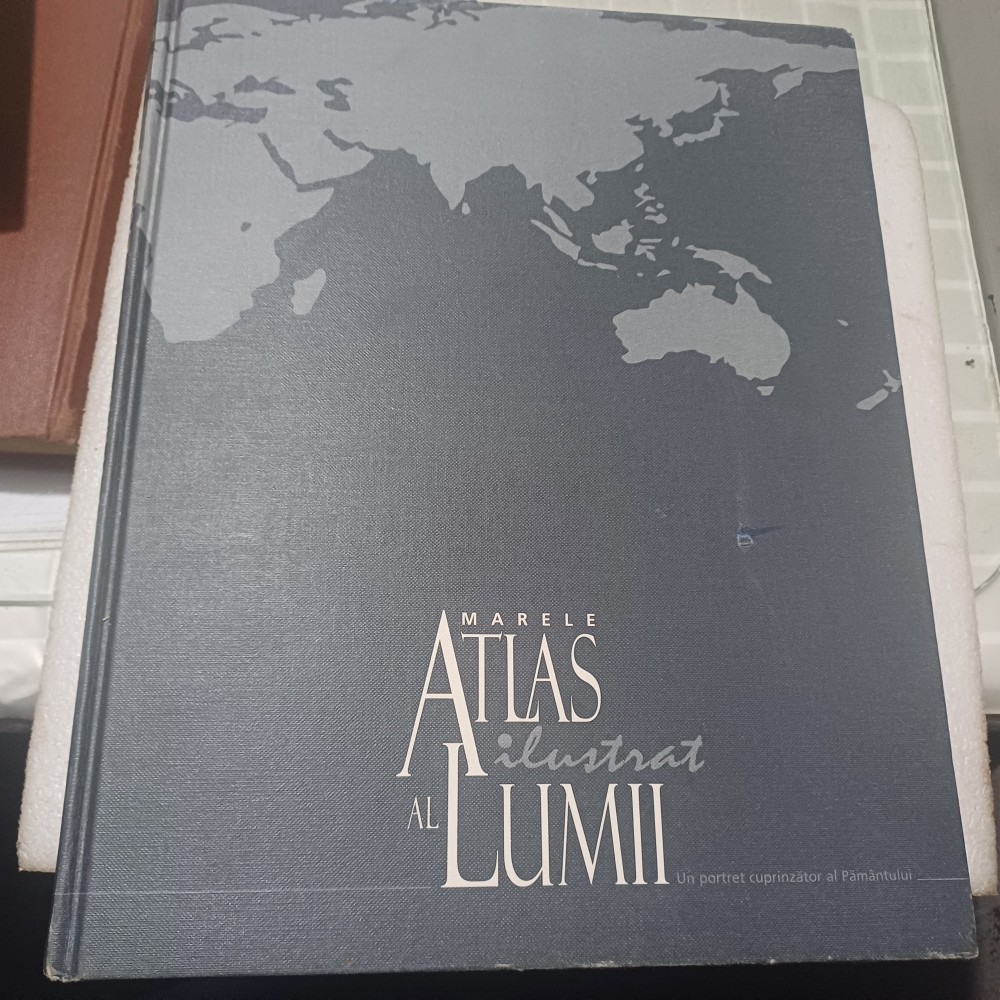 MARELE
ATLAS
ilustrat
AL LUMII
Un portret cuprinzător al Pământului